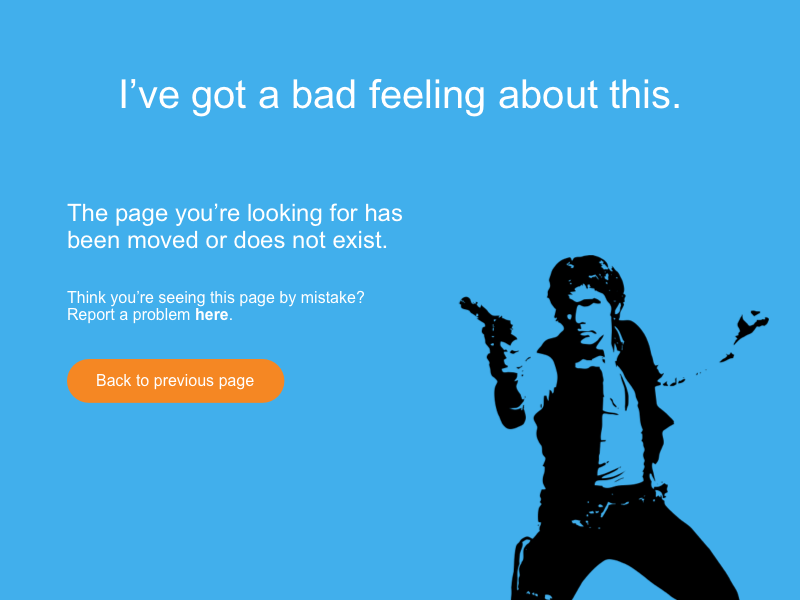 I’ve got a bad feeling about this.
The page you’re looking for has
been moved or does not exist.
Think you’re seeing this page by mistake?
Report a problem here.
Back to previous page